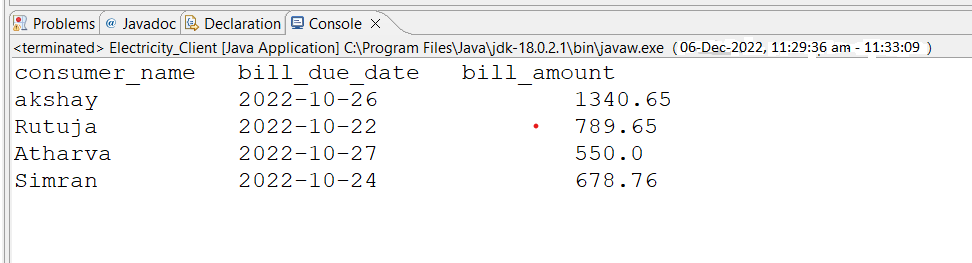 Problems @ Javadoc Declaration Console
<terminated> Electricity_Client [Java Application] C:\Program Files\Java\jdk-18.0.2.1\bin\javaw.exe (06-Dec-2022, 11:29:36 am - 11:33:09 )
consumer_name bill_due_date bill_amount
akshay 2022-10-26 1340.65
Rutuja 2022-10-22 789.65
Atharva 2022-10-27 550.0
Simran 2022-10-24 678.76